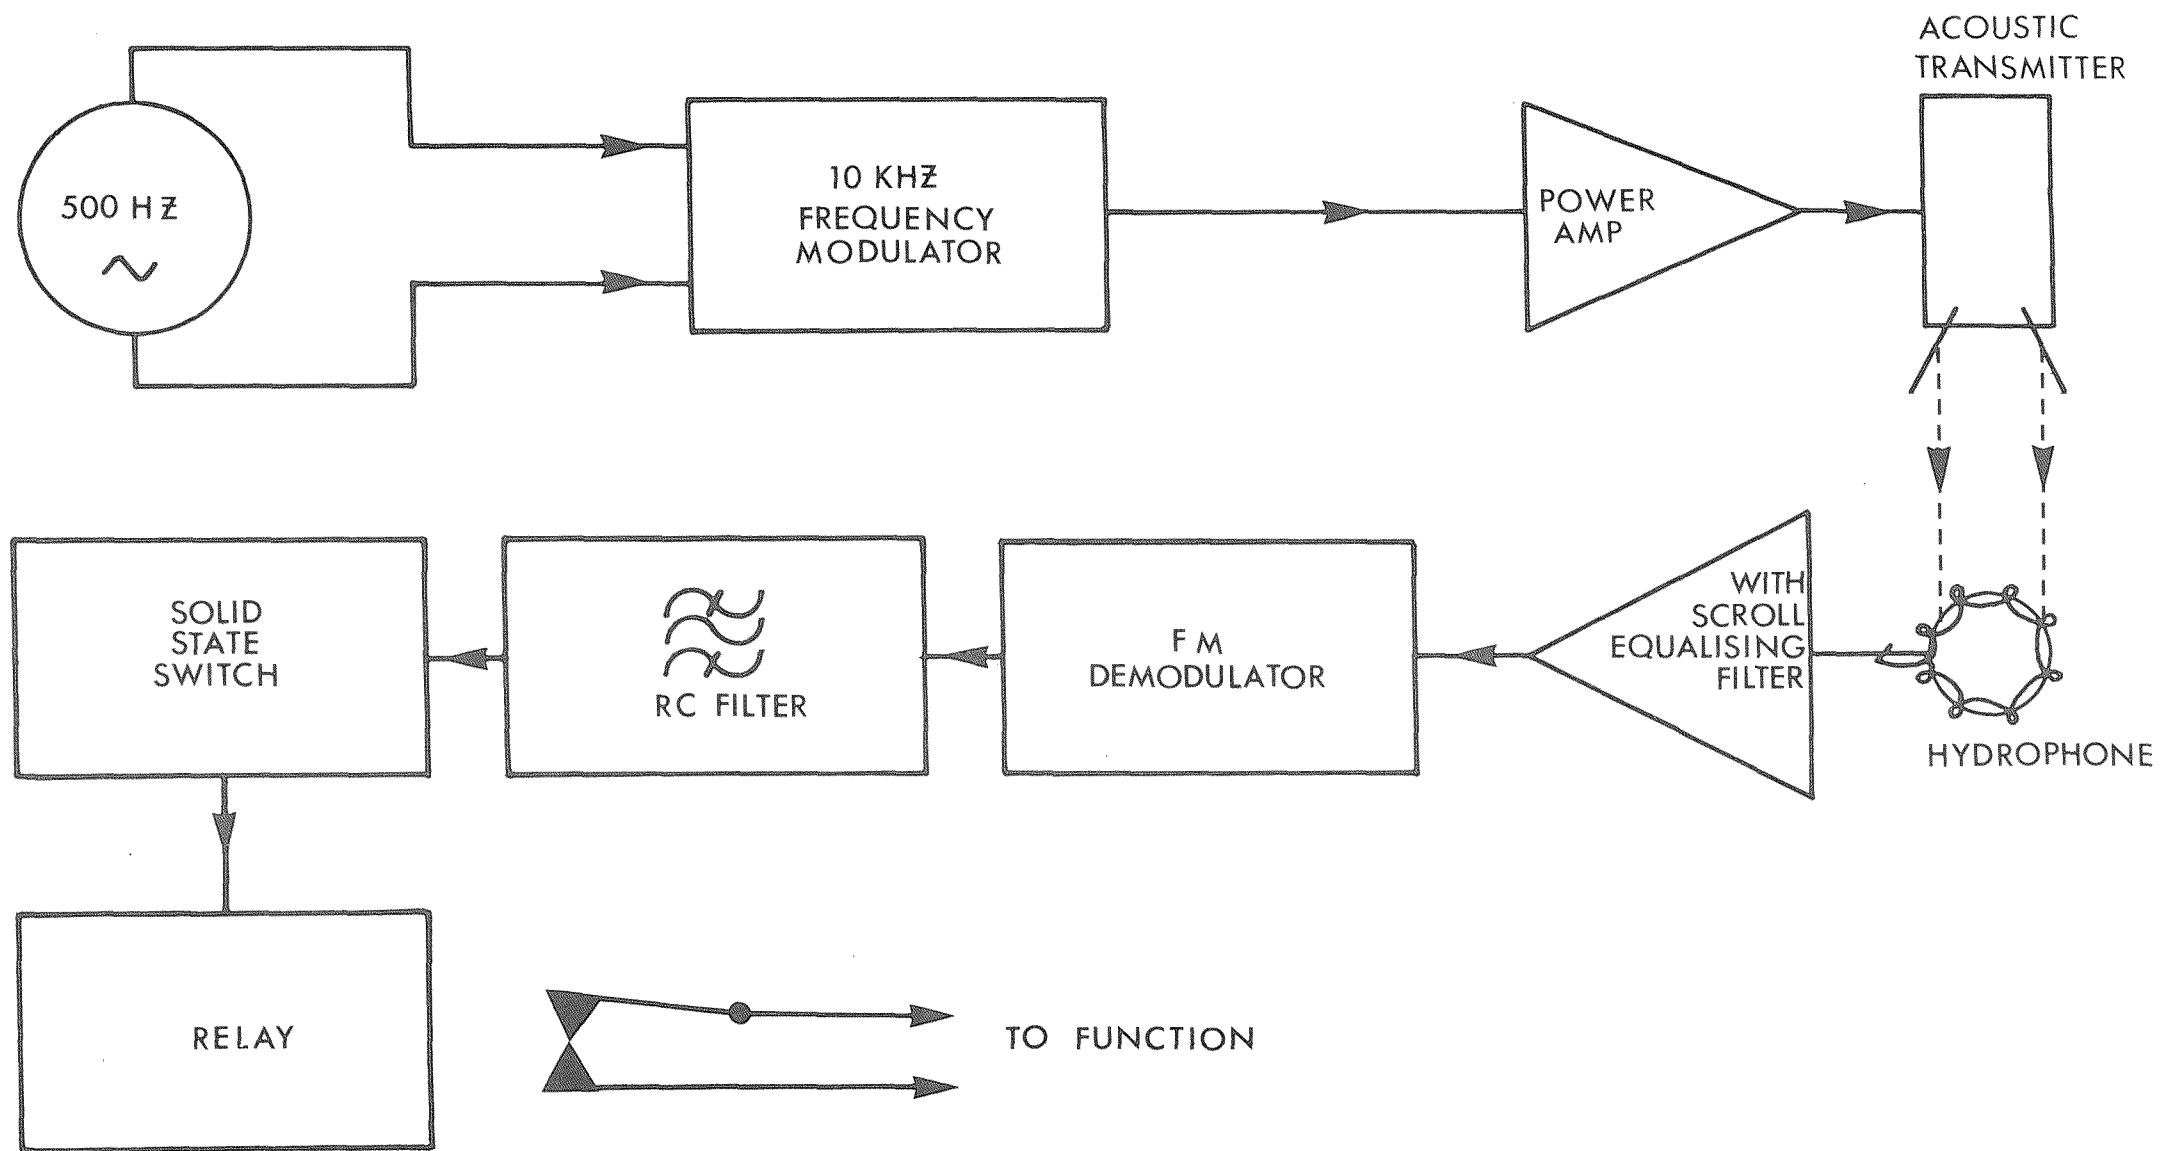 ACOUSTIC
TRANSMITTER
500 HZ
10 KHZ
FREQUENCY
MODULATOR
POWER
AMP
SOLID
STATE
SWITCH
RC FILTER
FM
DEMODULATOR
WITH
SCROLL
EQUALISING
FILTER
HYDROPHONE
RELAY
TO FUNCTION